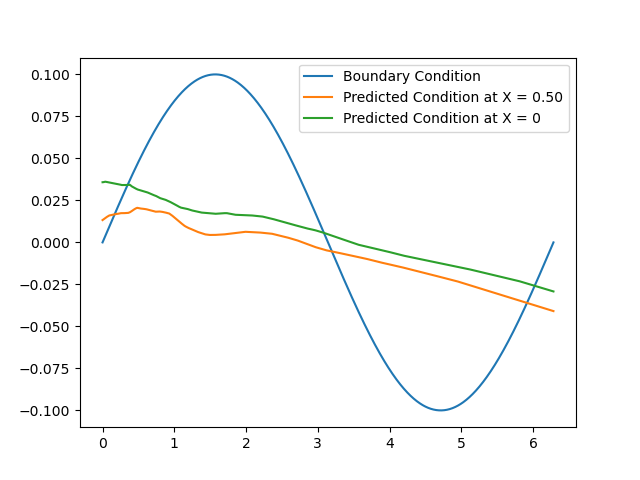 Boundary Condition
Predicted Condition at X = 0.50
Predicted Condition at X = 0
0.100
0.075
0.050
0.025
0.000
−0.025
−0.050
−0.075
−0.100
0 1 2 3 4 5 6